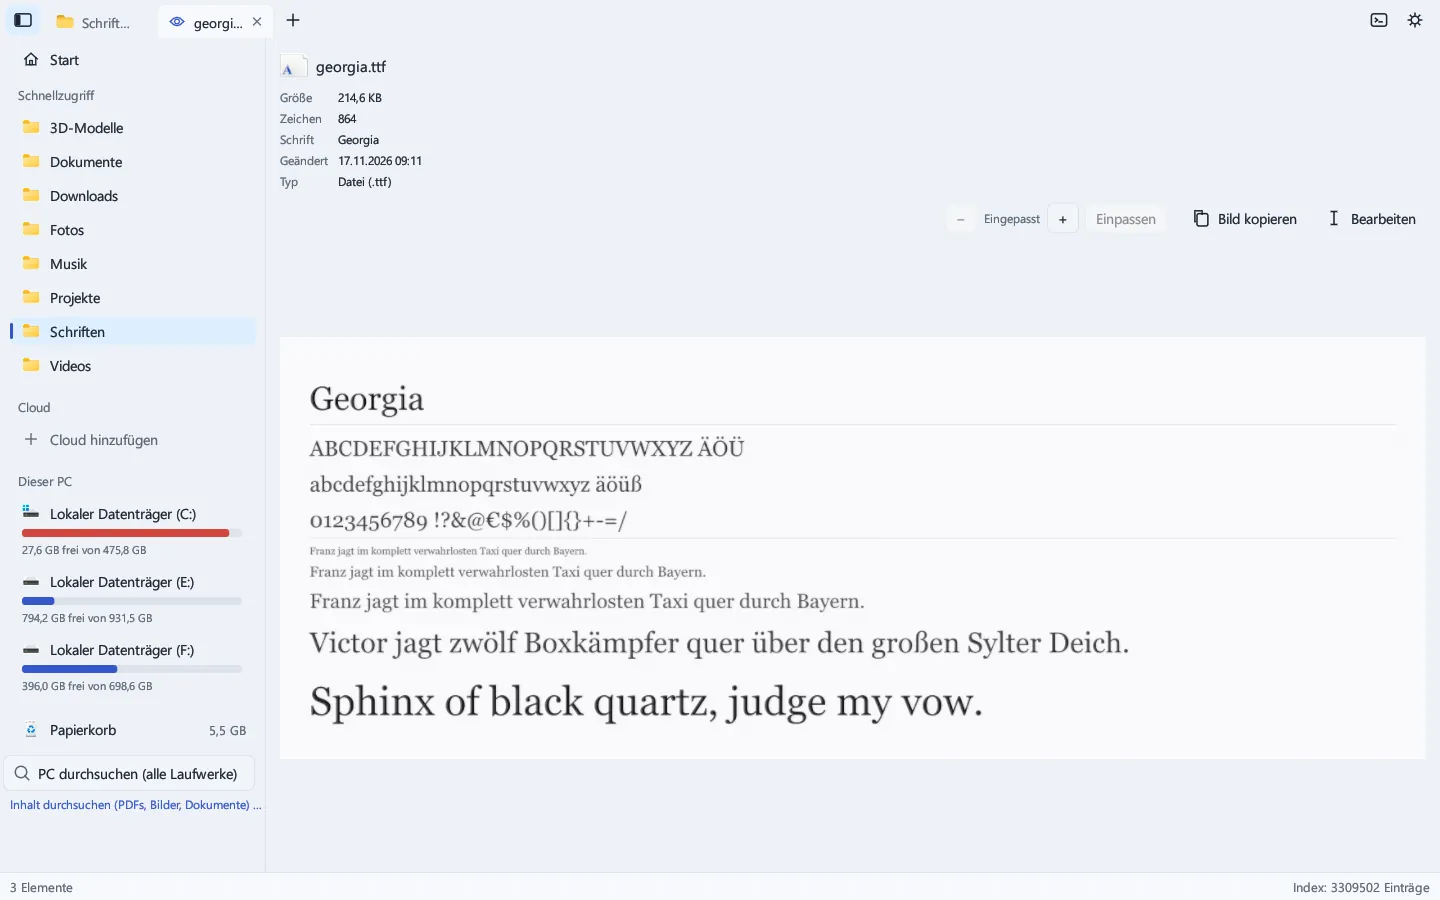 Schrift...
georgi...
Start
Schnellzugriff
3D-Modelle
Dokumente
Downloads
Fotos
Musik
Projekte
Schriften
Videos
Cloud
Cloud hinzufügen
Dieser PC
Lokaler Datenträger (C:)
27,6 GB frei von 475,8 GB
Lokaler Datenträger (E:)
794,2 GB frei von 931,5 GB
Lokaler Datenträger (F:)
396,0 GB frei von 698,6 GB
Papierkorb 5,5 GB
PC durchsuchen (alle Laufwerke)
Inhalt durchsuchen (PDFs, Bilder, Dokumente) ...
georgia.ttf
Größe 214,6 KB
Zeichen 864
Schrift Georgia
Geändert 17.11.2026 09:11
Typ Datei (.ttf)
− Eingepasst + Einpassen Bild kopieren Bearbeiten
Georgia
ABCDEFGHIJKLMNOPQRSTUVWXYZ ÄÖÜ
abcdefghijklmnopqrstuvwxyz äöüß
0123456789 !?&@€$%()[]{}+-=/
Franz jagt im komplett verwahrlosten Taxi quer durch Bayern.
Franz jagt im komplett verwahrlosten Taxi quer durch Bayern.
Franz jagt im komplett verwahrlosten Taxi quer durch Bayern.
Victor jagt zwölf Boxkämpfer quer über den großen Sylter Deich.
Sphinx of black quartz, judge my vow.
3 Elemente
Index: 3309502 Einträge